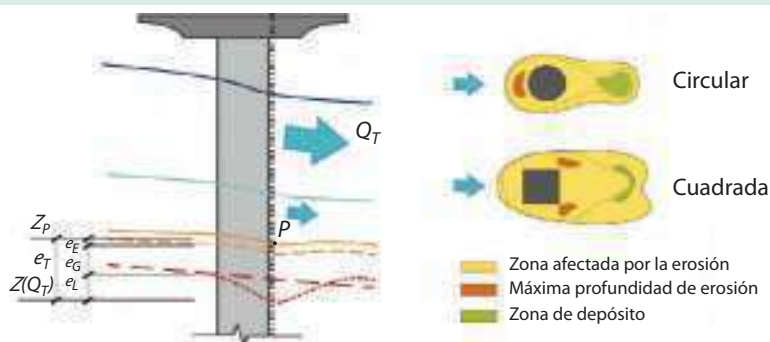 Q_T
P
Z_P
e_E
e_T
e_G
e_L
Z(Q_T)
Circular
Cuadrada
Zona afectada por la erosión
Máxima profundidad de erosión
Zona de depósito